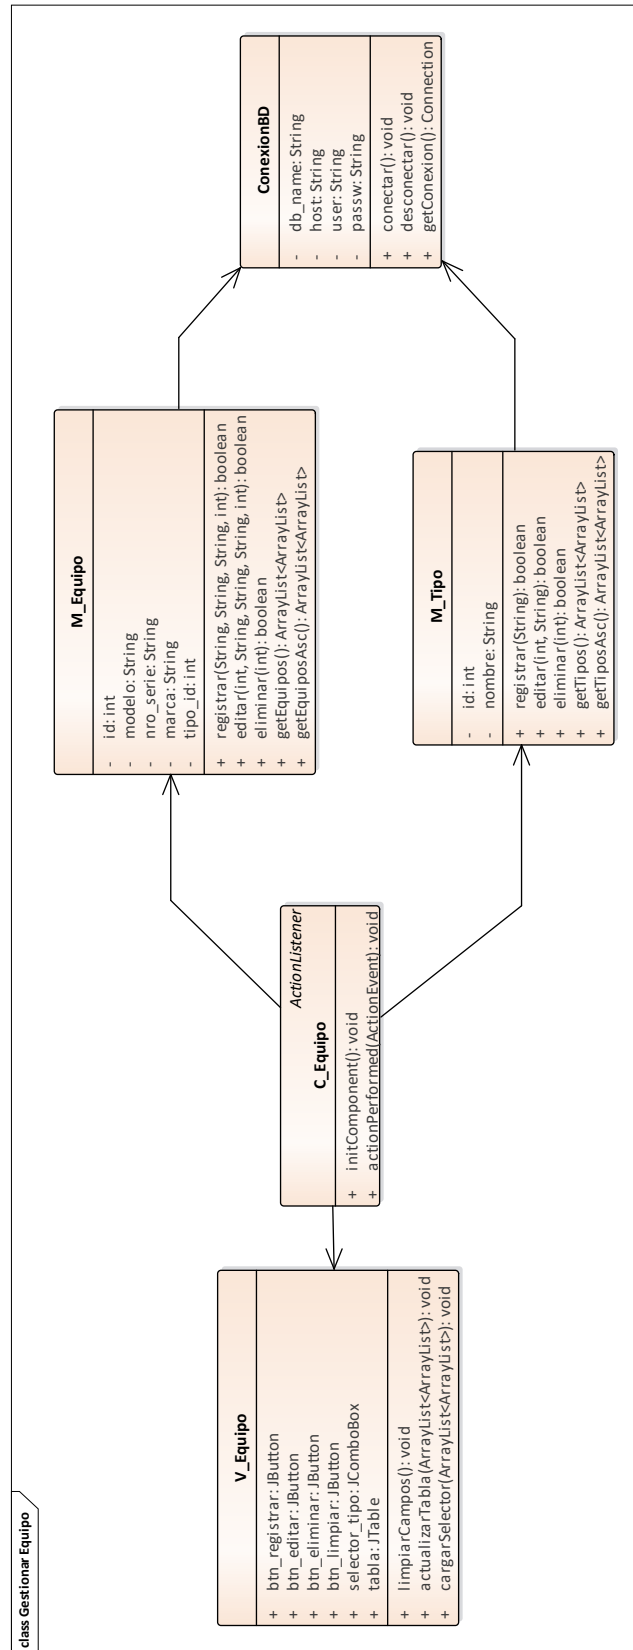 class Gestionar Equipo
V_Equipo
+ btn_registrar: JButton
+ btn_editar: JButton
+ btn_eliminar: JButton
+ btn_limpiar: JButton
+ selector_tipo: JComboBox
+ tabla: JTable
+ limpiarCampos(): void
+ actualizarTabla(ArrayList<ArrayList>): void
+ cargarSelector(ArrayList<ArrayList>): void
ActionListener
C_Equipo
+ initComponent(): void
+ actionPerformed(ActionEvent): void
M_Equipo
- id: int
- modelo: String
- nro_serie: String
- marca: String
- tipo_id: int
+ registrar(String, String, String, int): boolean
+ editar(int, String, String, String, int): boolean
+ eliminar(int): boolean
+ getEquipos(): ArrayList<ArrayList>
+ getEquiposAsc(): ArrayList<ArrayList>
M_Tipo
- id: int
- nombre: String
+ registrar(String): boolean
+ editar(int, String): boolean
+ eliminar(int): boolean
+ getTipos(): ArrayList<ArrayList>
+ getTiposAsc(): ArrayList<ArrayList>
ConexionBD
- db_name: String
- host: String
- user: String
- passw: String
+ conectar(): void
+ desconectar(): void
+ getConexion(): Connection